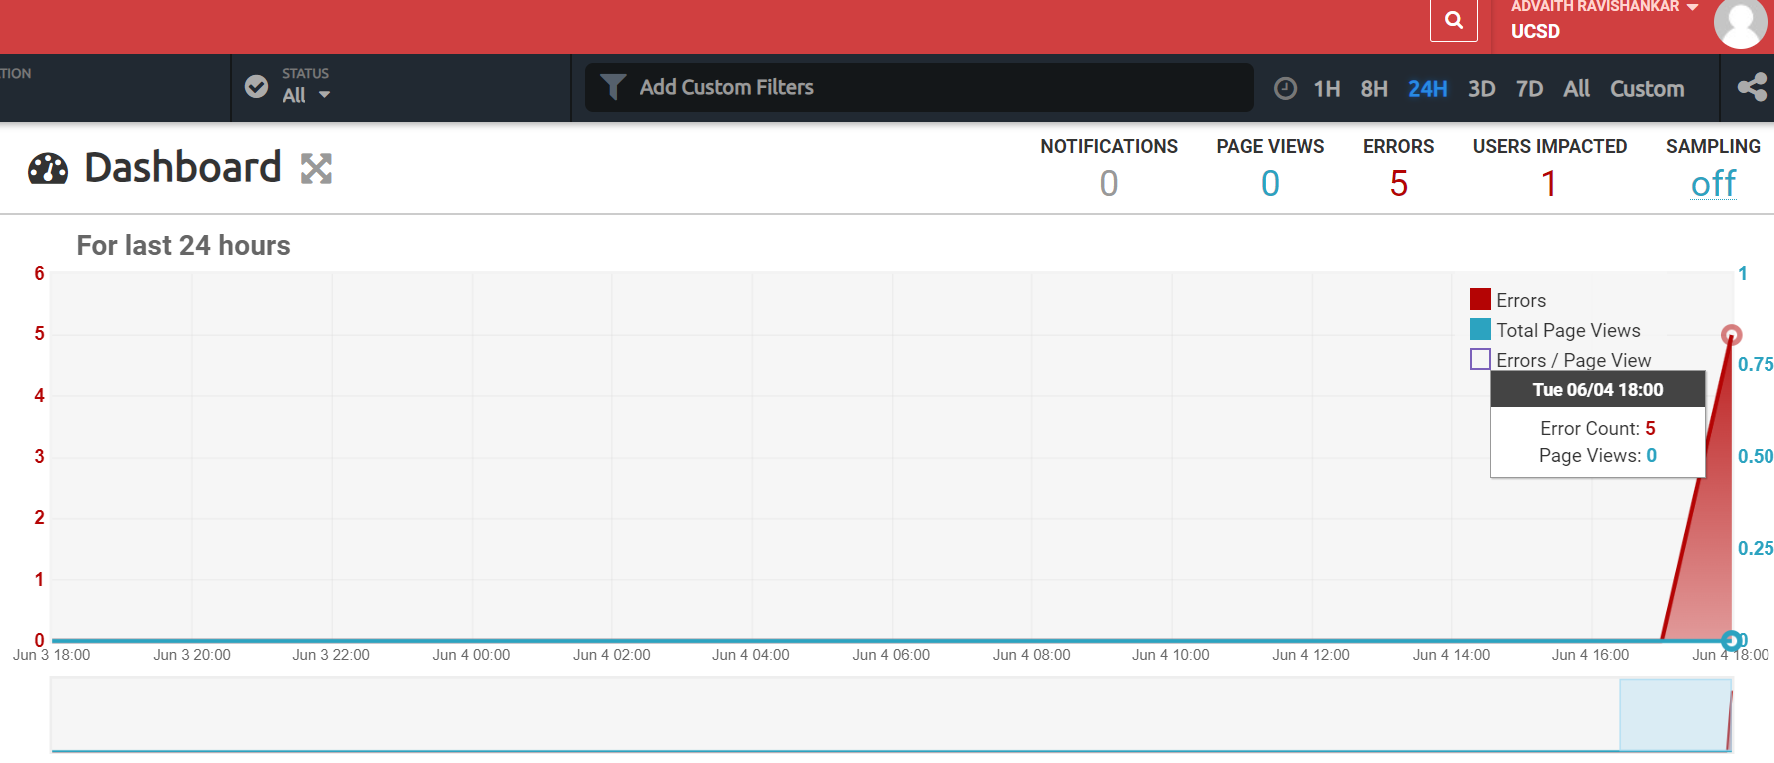 ADVAITH RAVISHANKAR
UCSD
TION
STATUS
All
Add Custom Filters
1H 8H 24H 3D 7D All Custom
Dashboard
NOTIFICATIONS PAGE VIEWS ERRORS USERS IMPACTED SAMPLING
0 0 5 1 off
For last 24 hours
6
5
4
3
2
1
0
1
0.75
0.50
0.25
0
Errors
Total Page Views
Errors / Page View
Tue 06/04 18:00
Error Count: 5
Page Views: 0
Jun 3 18:00 Jun 3 20:00 Jun 3 22:00 Jun 4 00:00 Jun 4 02:00 Jun 4 04:00 Jun 4 06:00 Jun 4 08:00 Jun 4 10:00 Jun 4 12:00 Jun 4 14:00 Jun 4 16:00 Jun 4 18:00